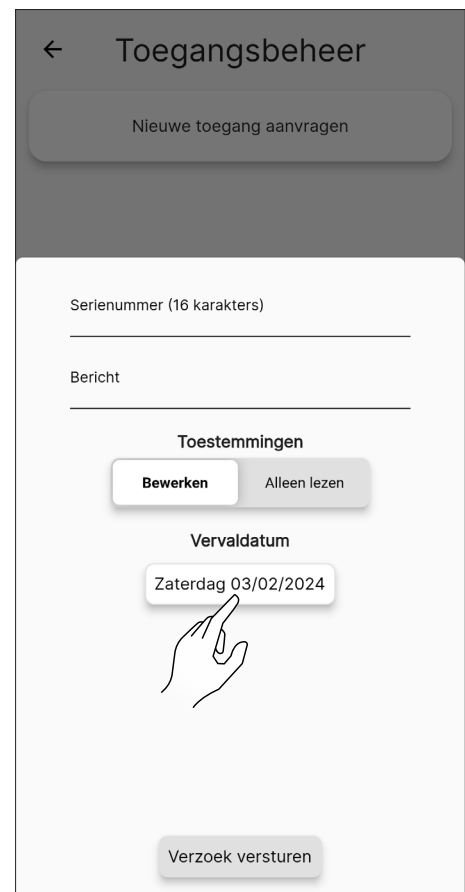 Toegangsbeheer
Nieuwe toegang aanvragen
Serienummer (16 karakters)
Bericht
Toestemmingen
Bewerken Alleen lezen
Vervaldatum
Zaterdag 03/02/2024
Verzoek versturen